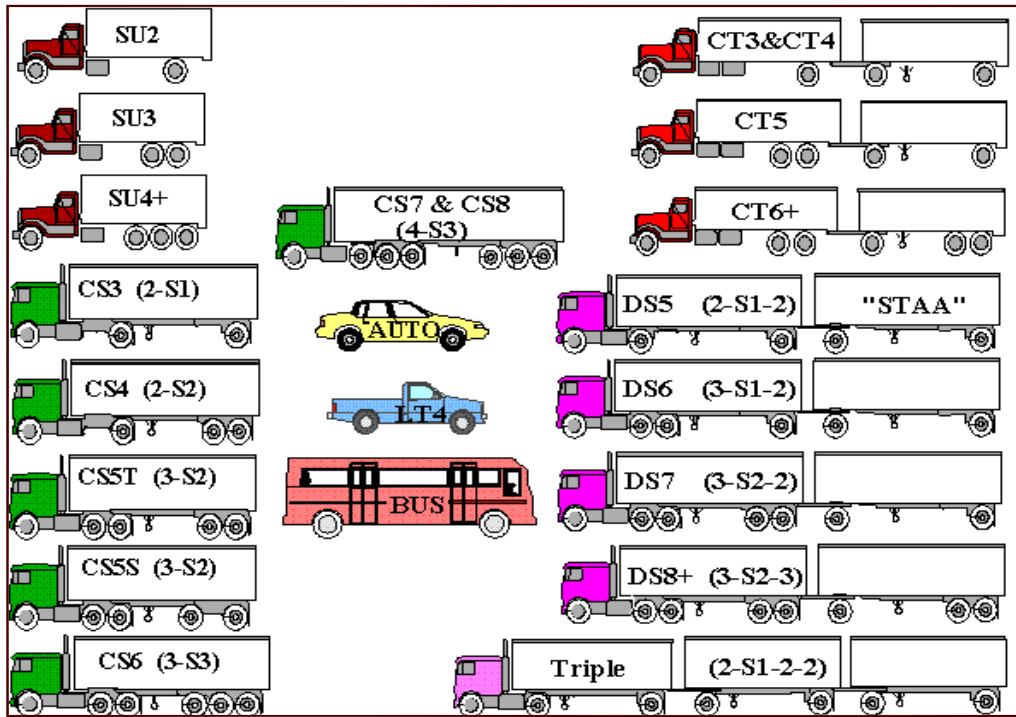 SU2
SU3
SU4+
CS3 (2-S1)
CS4 (2-S2)
CS5T (3-S2)
CS5S (3-S2)
CS6 (3-S3)
CS7 & CS8
(4-S3)
AUTO
LT4
BUS
CT3&CT4
CT5
CT6+
DS5 (2-S1-2) "STAA"
DS6 (3-S1-2)
DS7 (3-S2-2)
DS8+ (3-S2-3)
Triple (2-S1-2-2)